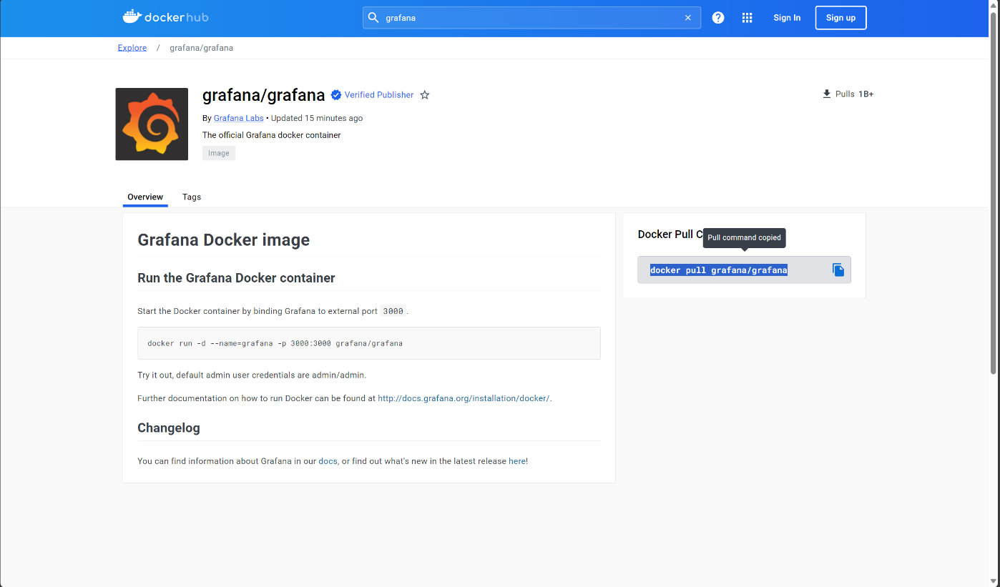 dockerhub
grafana
Sign In
Sign up
Explore / grafana/grafana
grafana/grafana Verified Publisher
Pulls 1B+
By Grafana Labs • Updated 15 minutes ago
The official Grafana docker container
Image
Overview
Tags
Grafana Docker image
Run the Grafana Docker container
Start the Docker container by binding Grafana to external port 3000.
docker run -d --name=grafana -p 3000:3000 grafana/grafana
Try it out, default admin user credentials are admin/admin.
Further documentation on how to run Docker can be found at http://docs.grafana.org/installation/docker/.
Changelog
You can find information about Grafana in our docs, or find out what's new in the latest release here!
Docker Pull C
Pull command copied
docker pull grafana/grafana